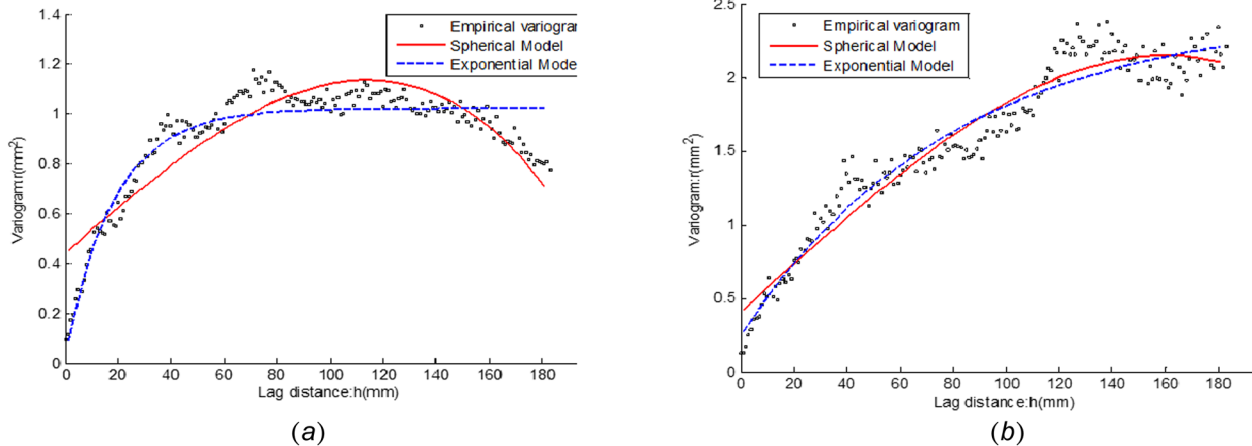 1.4
1.2
1
0.8
0.6
0.4
0.2
0
Variogram:r(mm²)
Empirical variogram
Spherical Model
Exponential Mode
0 20 40 60 80 100 120 140 160 180
Lag distance:h(mm)
(a)
2.5
2
1.5
1
0.5
0
Variogram:r(mm²)
Empirical variogram
Spherical Model
Exponential Model
0 20 40 60 80 100 120 140 160 180
Lag distance:h(mm)
(b)